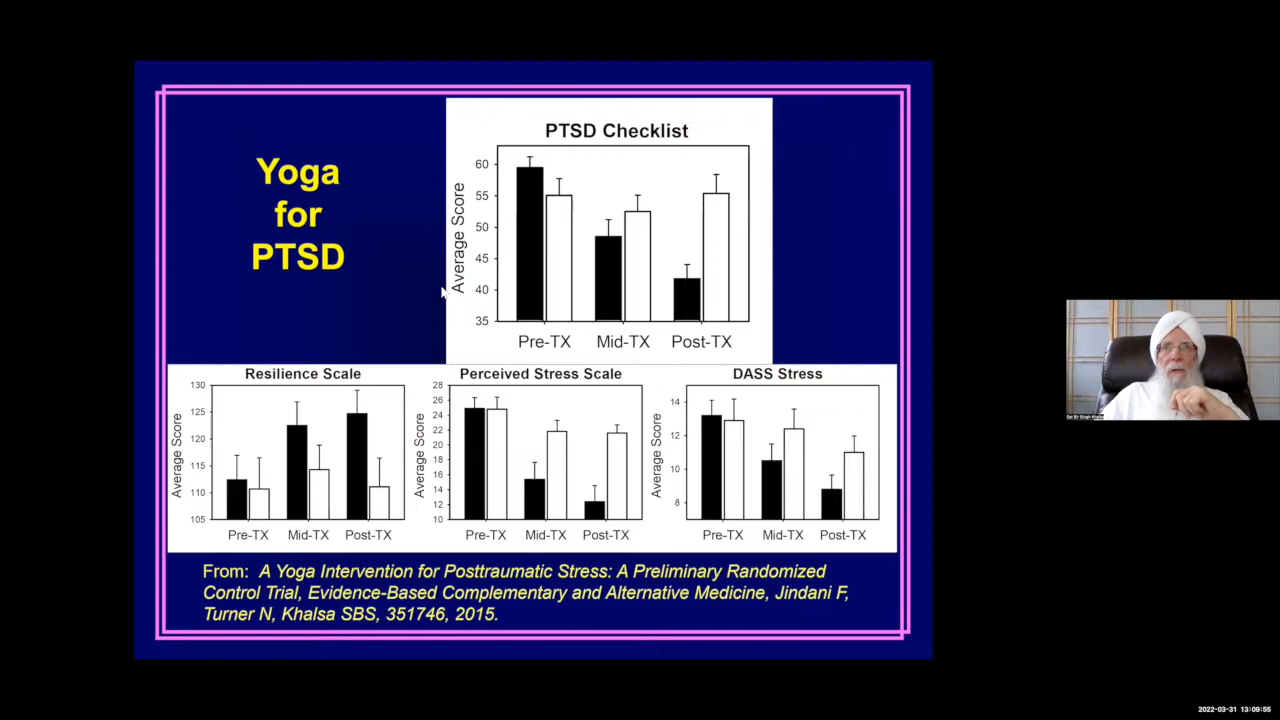 Yoga
for
PTSD
PTSD Checklist
Average Score
60
55
50
45
40
35
Pre-TX Mid-TX Post-TX
Resilience Scale
Average Score
130
125
120
115
110
105
Pre-TX Mid-TX Post-TX
Perceived Stress Scale
Average Score
28
26
24
22
20
18
16
14
12
10
Pre-TX Mid-TX Post-TX
DASS Stress
Average Score
14
12
10
8
Pre-TX Mid-TX Post-TX
From: A Yoga Intervention for Posttraumatic Stress: A Preliminary Randomized
Control Trial, Evidence-Based Complementary and Alternative Medicine, Jindani F,
Turner N, Khalsa SBS, 351746, 2015.
Sat Bir Singh Khalsa
2022-03-31 13:09:55